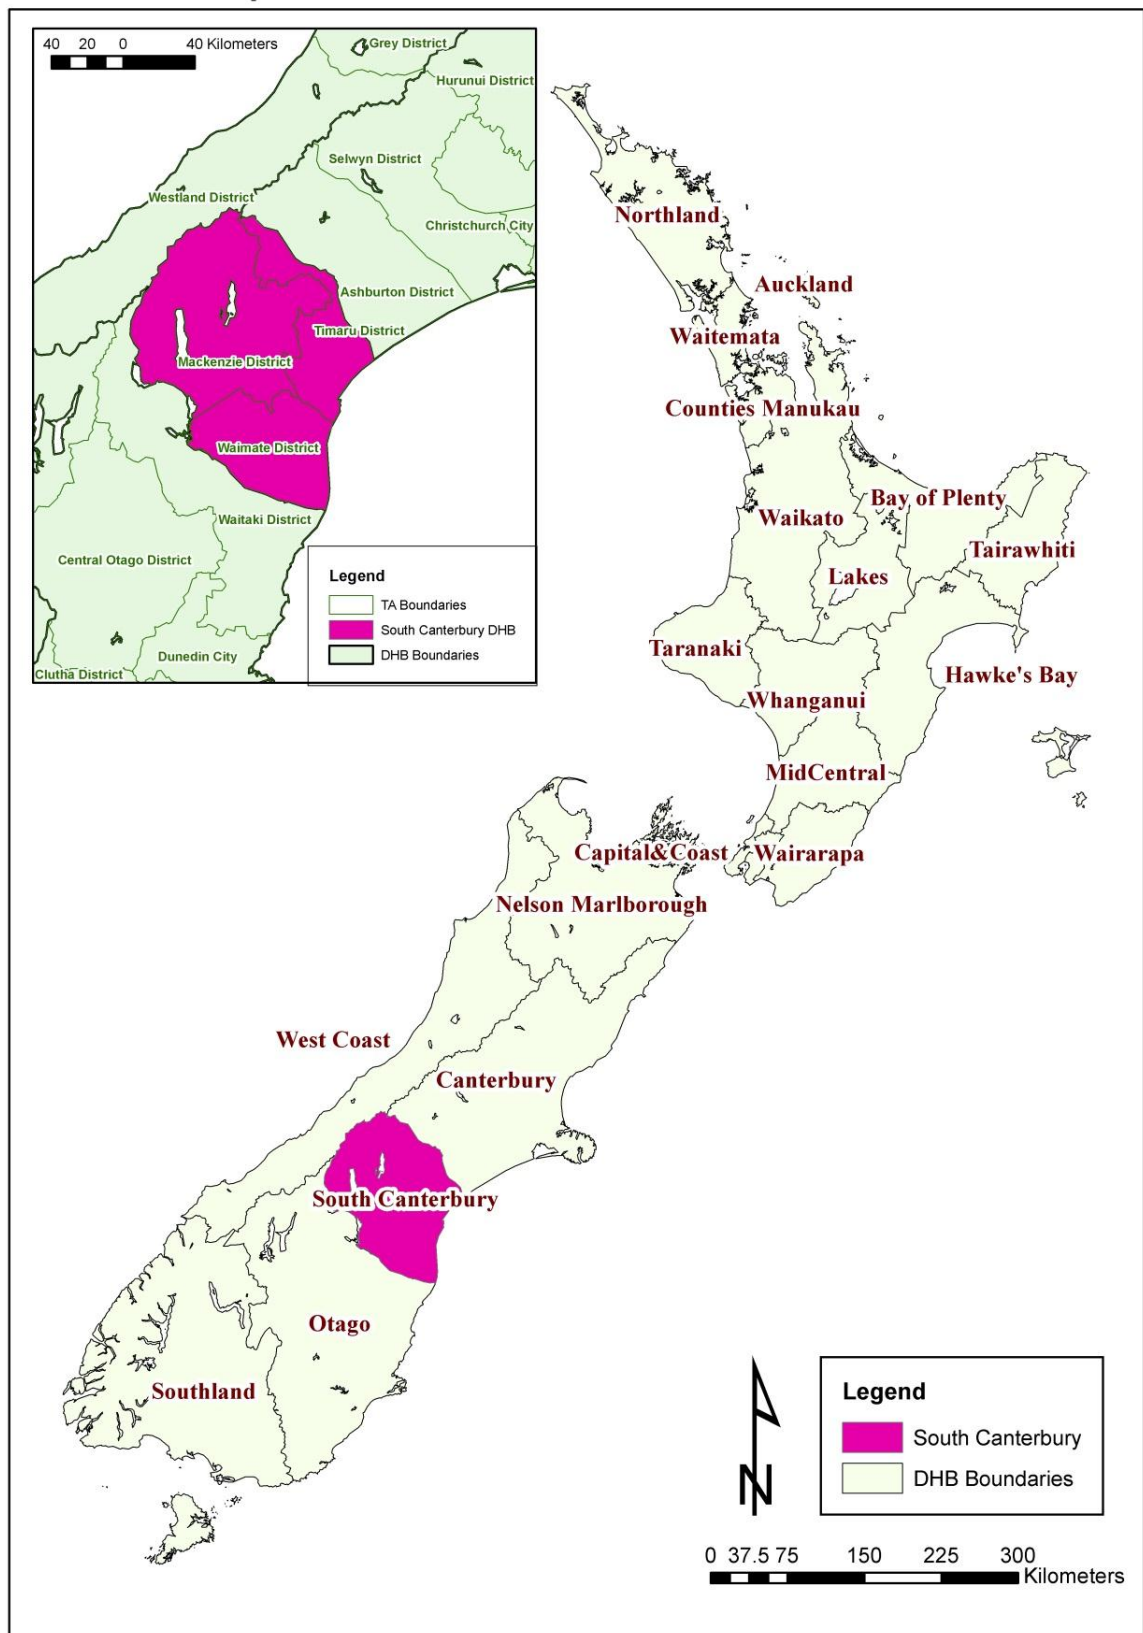 40 20 0 40 Kilometers
Grey District
Hurunui District
Selwyn District
Westland District
Christchurch City
Ashburton District
Timaru District
Mackenzie District
Waimate District
Waitaki District
Central Otago District
Dunedin City
Clutha District
Legend
TA Boundaries
South Canterbury DHB
DHB Boundaries
Northland
Auckland
Waitemata
Counties Manukau
Bay of Plenty
Waikato
Tairawhiti
Lakes
Taranaki
Hawke's Bay
Whanganui
MidCentral
Capital&Coast
Wairarapa
Nelson Marlborough
West Coast
Canterbury
South Canterbury
Otago
Southland
N
Legend
South Canterbury
DHB Boundaries
0 37.5 75 150 225 300
Kilometers